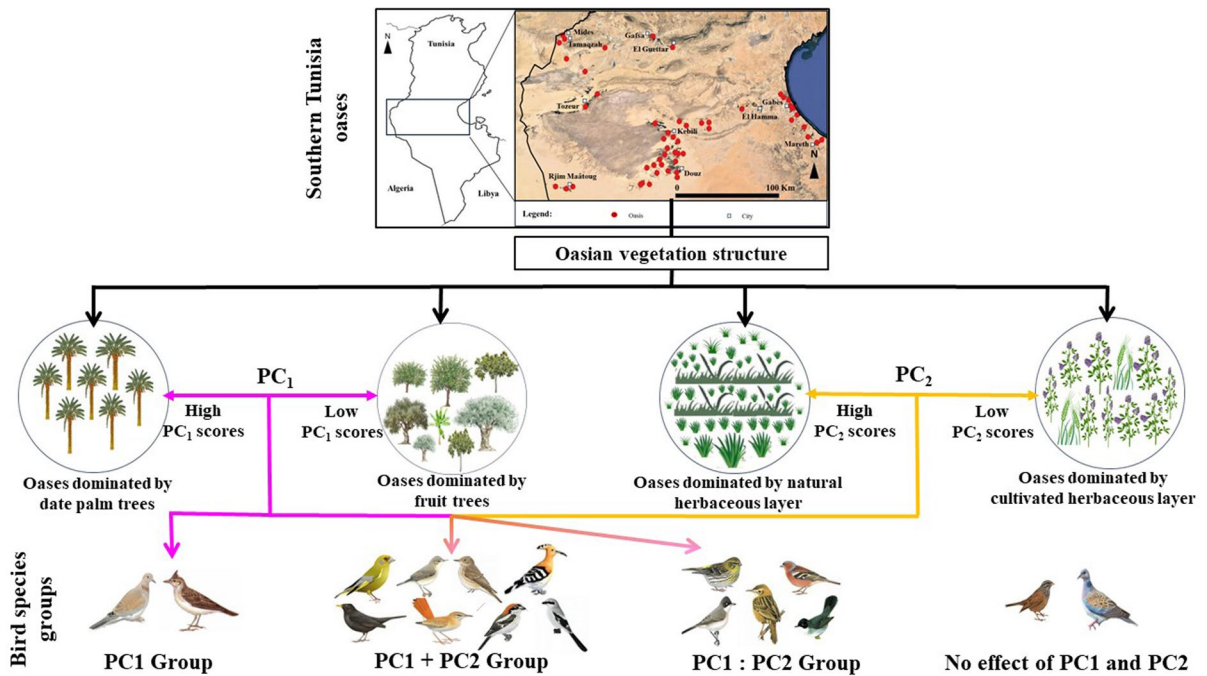 Southern Tunisia
oases
N
Tunisia
Algeria
Libya
Mides
Tamaqzah
Gafsa
El Guettar
Tozeur
Gabès
El Hamma
Kebili
Mareth
N
Rjim Maâtoug
Douz
0
100 Km
Legend:
Oasis
City
Oasian vegetation structure
PC1
High
PC1 scores
Low
PC1 scores
PC2
High
PC2 scores
Low
PC2 scores
Oases dominated by
date palm trees
Oases dominated by
fruit trees
Oases dominated by natural
herbaceous layer
Oases dominated by
cultivated herbaceous layer
Bird species
groups
PC1 Group
PC1 + PC2 Group
PC1 : PC2 Group
No effect of PC1 and PC2